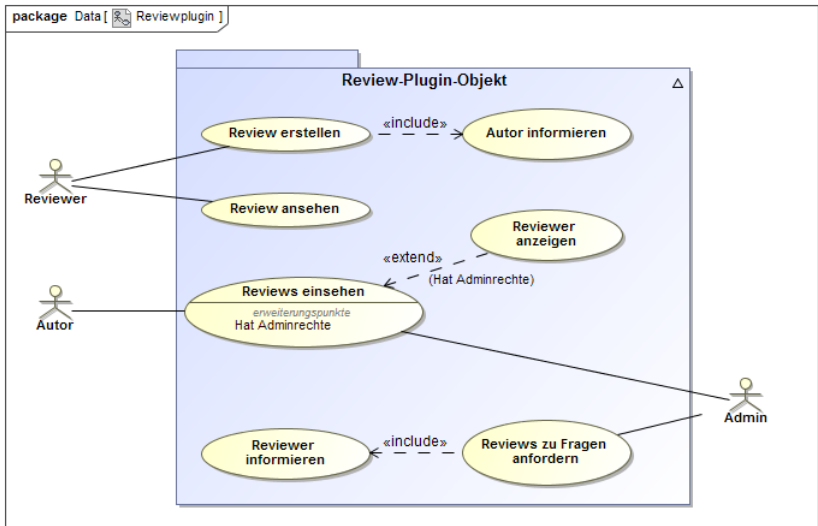 package Data [ Reviewplugin ]
Review-Plugin-Objekt
Review erstellen
«include»
Autor informieren
Reviewer
Review ansehen
Reviewer
anzeigen
«extend»
(Hat Adminrechte)
Reviews einsehen
erweiterungspunkte
Hat Adminrechte
Autor
Admin
Reviewer
informieren
«include»
Reviews zu Fragen
anfordern